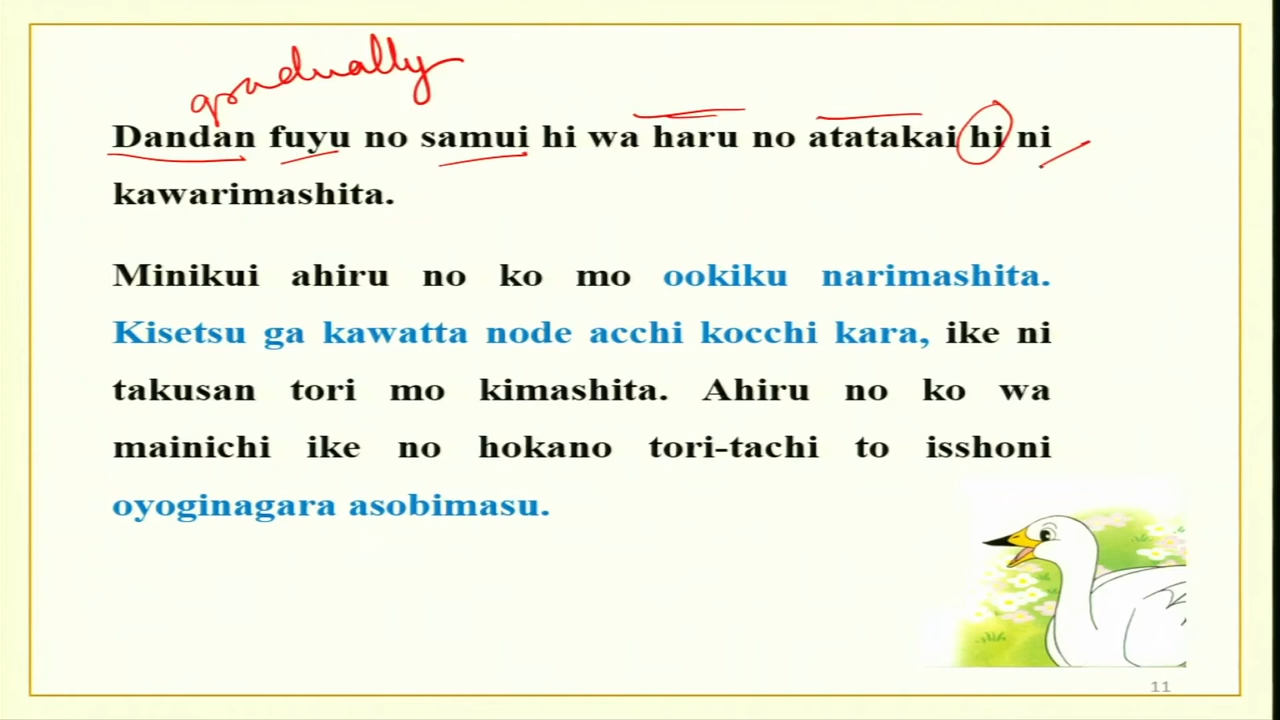 gradually
Dandan fuyu no samui hi wa haru no atatakai hi ni
kawarimashita.
Minikui ahiru no ko mo ookiku narimashita.
Kisetsu ga kawatta node acchi kocchi kara, ike ni
takusan tori mo kimashita. Ahiru no ko wa
mainichi ike no hokano tori-tachi to isshoni
oyoginagara asobimasu.
11